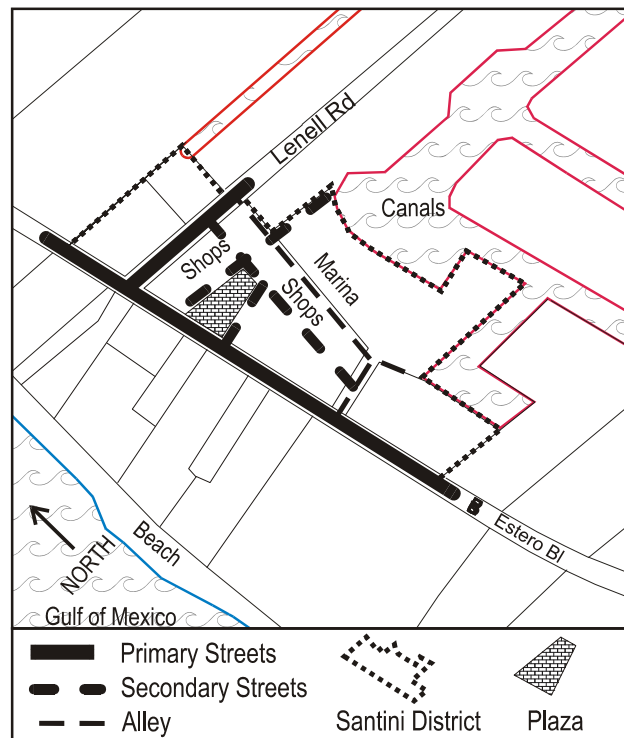 Lenell Rd
Canals
Shops
Marina
Shops
Estero Bl
Beach
NORTH
Gulf of Mexico
Primary Streets
Secondary Streets
Alley
Santini District
Plaza